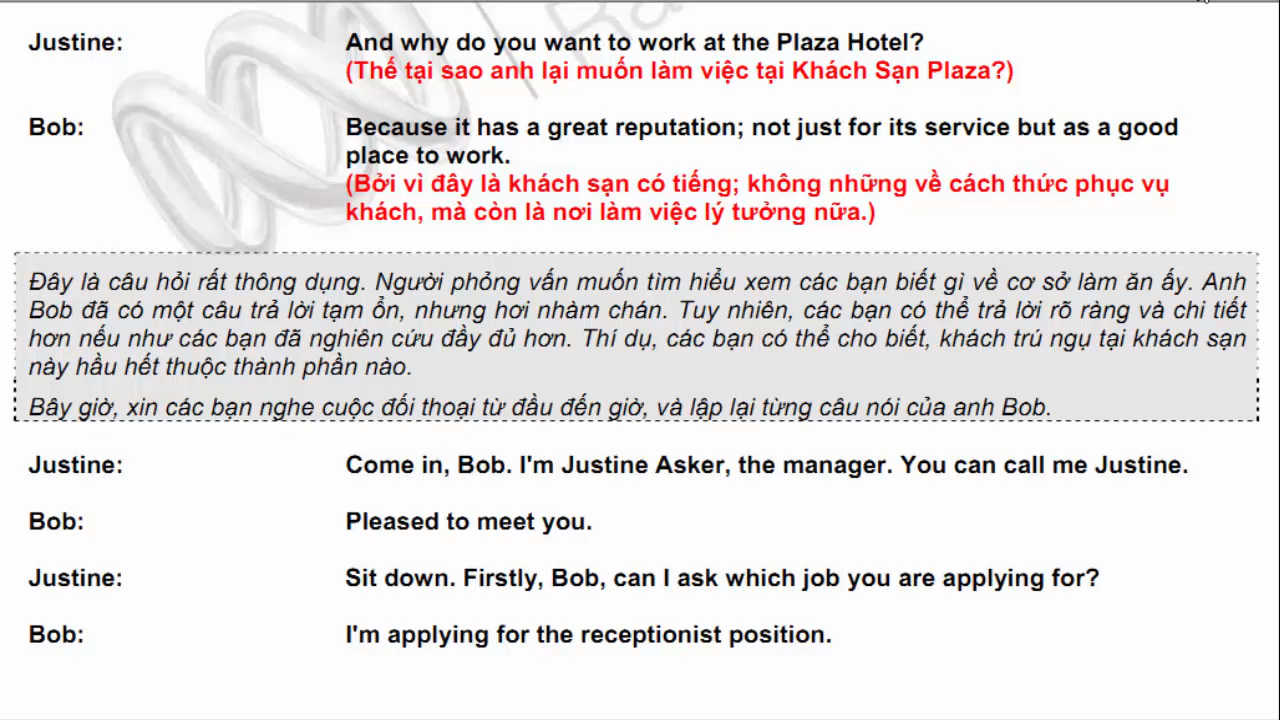 Justine: And why do you want to work at the Plaza Hotel?
(Thế tại sao anh lại muốn làm việc tại Khách Sạn Plaza?)
Bob: Because it has a great reputation; not just for its service but as a good
place to work.
(Bởi vì đây là khách sạn có tiếng; không những về cách thức phục vụ
khách, mà còn là nơi làm việc lý tưởng nữa.)
Đây là câu hỏi rất thông dụng. Người phỏng vấn muốn tìm hiểu xem các bạn biết gì về cơ sở làm ăn ấy. Anh
Bob đã có một câu trả lời tạm ổn, nhưng hơi nhàm chán. Tuy nhiên, các bạn có thể trả lời rõ ràng và chi tiết
hơn nếu như các bạn đã nghiên cứu đầy đủ hơn. Thí dụ, các bạn có thể cho biết, khách trú ngụ tại khách sạn
này hầu hết thuộc thành phần nào.
Bây giờ, xin các bạn nghe cuộc đối thoại từ đầu đến giờ, và lập lại từng câu nói của anh Bob.
Justine: Come in, Bob. I'm Justine Asker, the manager. You can call me Justine.
Bob: Pleased to meet you.
Justine: Sit down. Firstly, Bob, can I ask which job you are applying for?
Bob: I'm applying for the receptionist position.